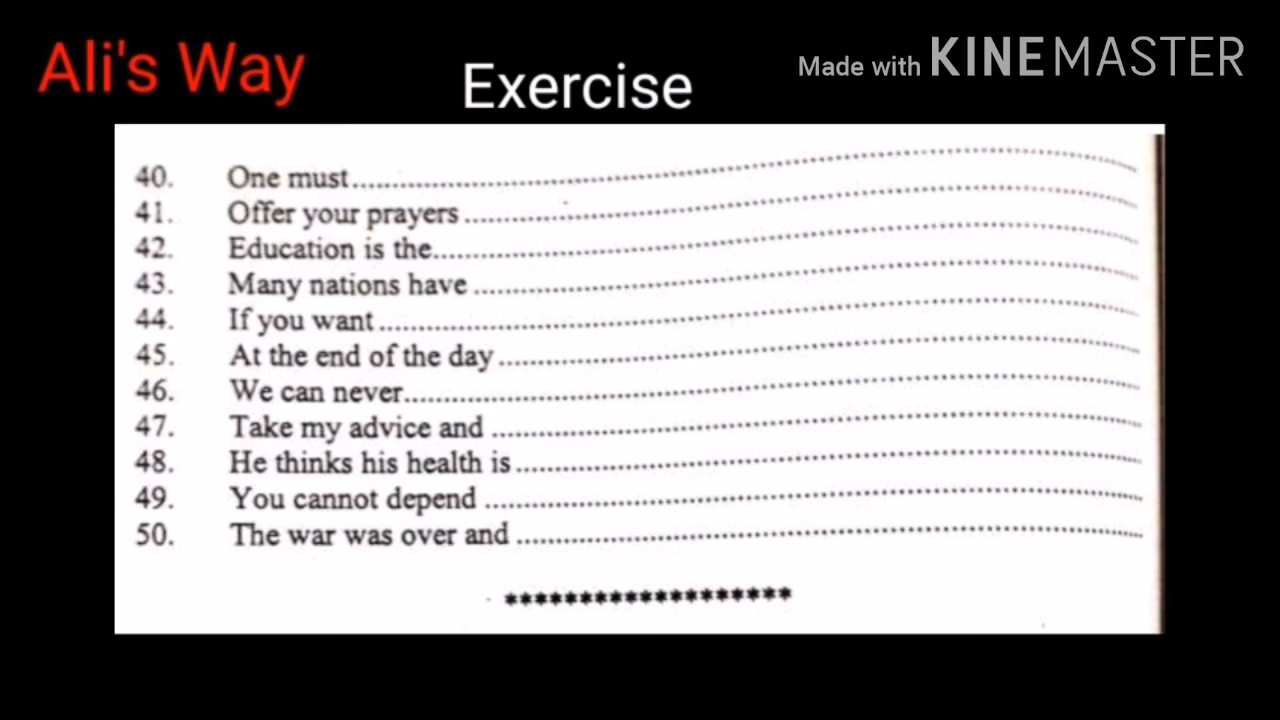 Ali's Way
Exercise
Made with KINEMASTER
40. One must........................................
41. Offer your prayers........................................
42. Education is the........................................
43. Many nations have........................................
44. If you want........................................
45. At the end of the day........................................
46. We can never........................................
47. Take my advice and........................................
48. He thinks his health is........................................
49. You cannot depend........................................
50. The war was over and........................................
*******************